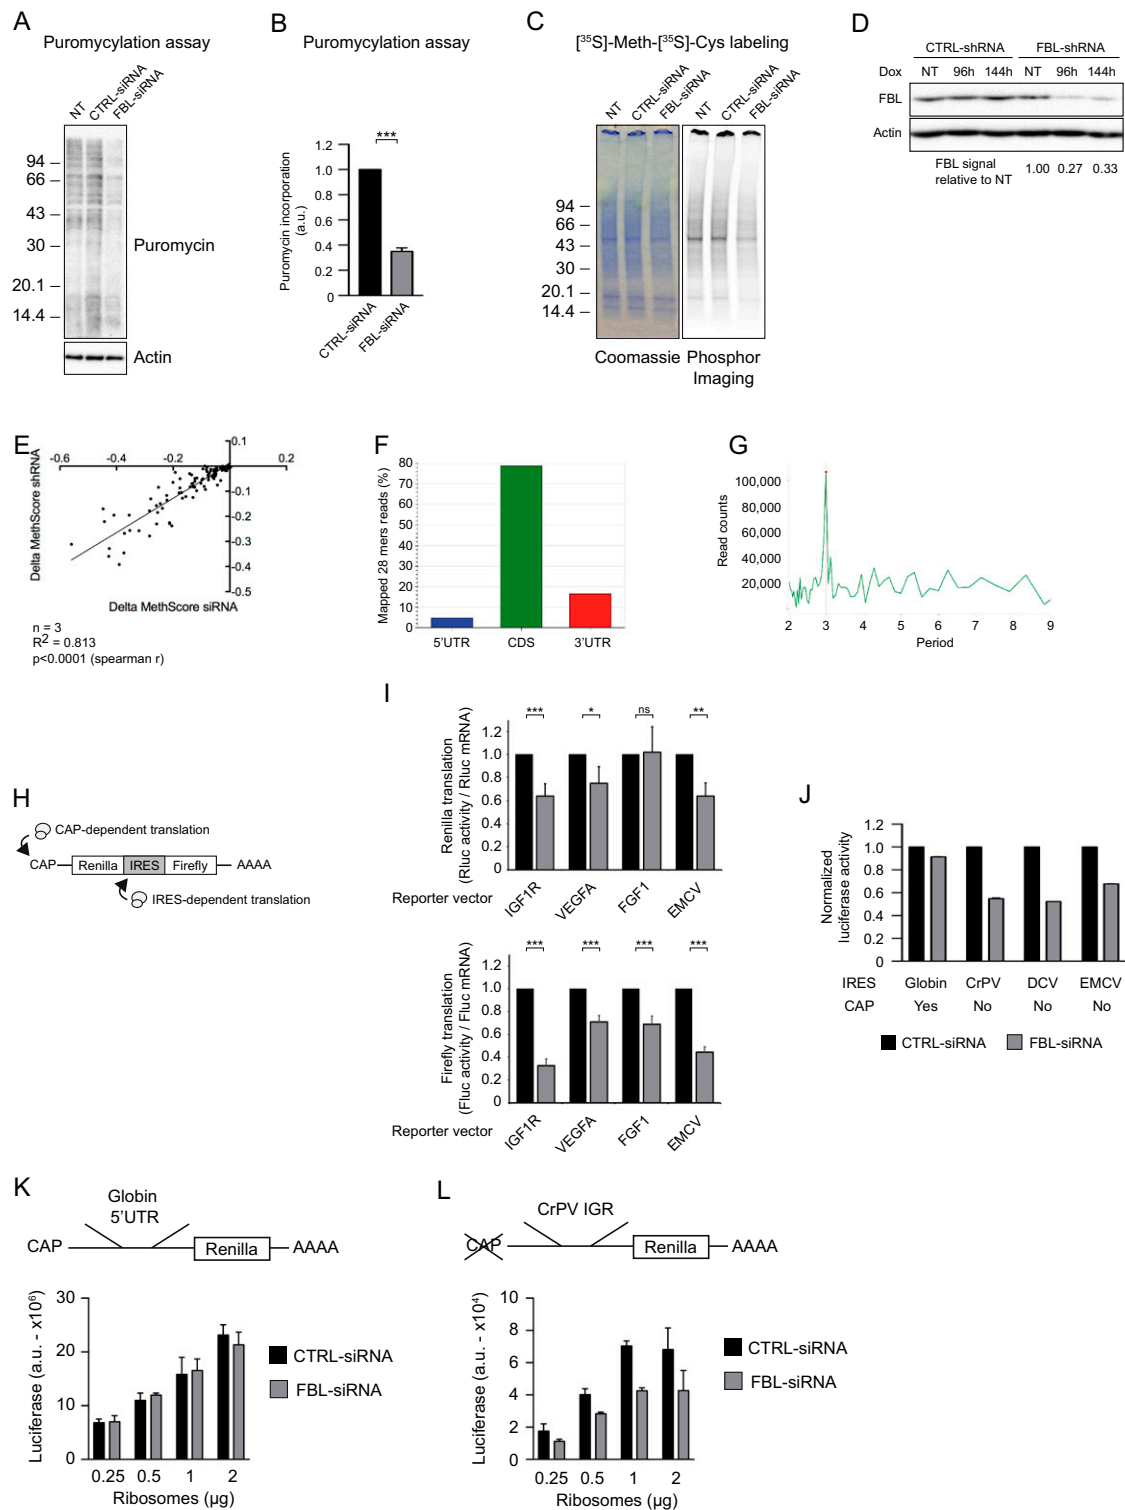 A
Puromycylation assay
NT
CTRL-siRNA
FBL-siRNA
94
66
43
30
20.1
14.4
Puromycin
Actin
B
Puromycylation assay
***
1.2
1.0
0.8
0.6
0.4
0.2
0
Puromycin incorporation
(a.u.)
CTRL-siRNA
FBL-siRNA
C
[³⁵S]-Meth-[³⁵S]-Cys labeling
NT
CTRL-siRNA
FBL-siRNA
NT
CTRL-siRNA
FBL-siRNA
94
66
43
30
20.1
14.4
Coomassie
Phosphor
Imaging
D
CTRL-shRNA FBL-shRNA
Dox NT 96h 144h NT 96h 144h
FBL
Actin
FBL signal
relative to NT
1.00 0.27 0.33
E
Delta MethScore shRNA
-0.6 -0.4 -0.2 0.2
0.1
-0.1
-0.2
-0.3
-0.4
-0.5
Delta MethScore siRNA
n = 3
R² = 0.813
p<0.0001 (spearman r)
F
Mapped 28 mers reads (%)
80
70
60
50
40
30
20
10
0
5'UTR CDS 3'UTR
G
Read counts
100,000
80,000
60,000
40,000
20,000
2 3 4 5 6 7 8 9
Period
H
CAP-dependent translation
CAP Renilla IRES Firefly AAAA
IRES-dependent translation
I
Renilla translation
(Rluc activity / Rluc mRNA)
*** * ns **
1.2
1.0
0.8
0.6
0.4
0.2
0
Reporter vector
IGF1R VEGFA FGF1 EMCV
Firefly translation
(Fluc activity / Fluc mRNA)
*** *** *** ***
1.2
1.0
0.8
0.6
0.4
0.2
0
Reporter vector
IGF1R VEGFA FGF1 EMCV
J
Normalized
luciferase activity
1.2
1.0
0.8
0.6
0.4
0.2
0
IRES Globin CrPV DCV EMCV
CAP Yes No No No
CTRL-siRNA FBL-siRNA
K
Globin
5'UTR
CAP Renilla AAAA
Luciferase (a.u. - x10⁶)
30
20
10
0
CTRL-siRNA
FBL-siRNA
0.25 0.5 1 2
Ribosomes (µg)
L
CrPV IGR
CAP Renilla AAAA
Luciferase (a.u. - x10⁴)
10
8
6
4
2
0
CTRL-siRNA
FBL-siRNA
0.25 0.5 1 2
Ribosomes (µg)